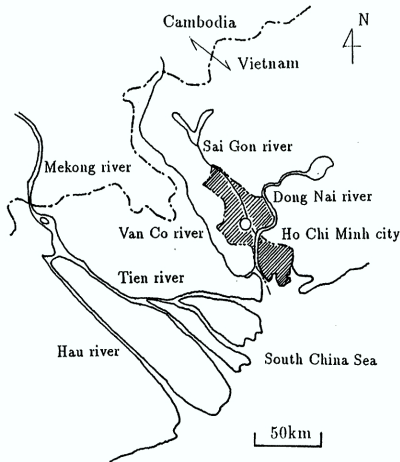 Cambodia
N
Vietnam
Sai Gon river
Mekong river
Dong Nai river
Van Co river
Ho Chi Minh city
Tien river
Hau river
South China Sea
50km